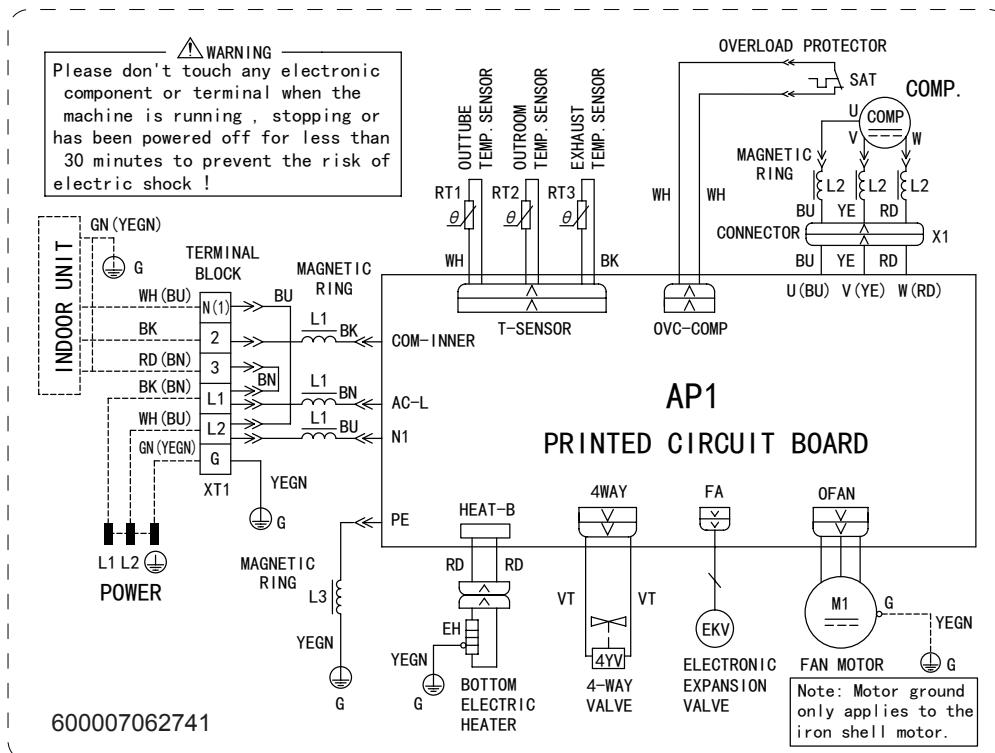 WARNING
Please don't touch any electronic
component or terminal when the
machine is running , stopping or
has been powered off for less than
30 minutes to prevent the risk of
electric shock !
OVERLOAD PROTECTOR
SAT
COMP.
COMP
U
V
W
MAGNETIC
RING
L2
L2
L2
BU
YE
RD
CONNECTOR
X1
BU
YE
RD
U(BU)
V(YE)
W(RD)
WH
WH
OVC-COMP
OUTTUBE
TEMP. SENSOR
OUTROOM
TEMP. SENSOR
EXHAUST
TEMP. SENSOR
RT1
θ
RT2
θ
RT3
θ
WH
BK
T-SENSOR
INDOOR UNIT
GN(YEGN)
G
TERMINAL
BLOCK
MAGNETIC
RING
WH(BU)
N(1)
BU
BK
2
L1
BK
COM-INNER
RD(BN)
3
BN
BK(BN)
L1
L1
BN
AC-L
WH(BU)
L2
L1
BU
N1
GN(YEGN)
G
YEGN
G
XT1
L1
L2
POWER
AP1
PRINTED CIRCUIT BOARD
PE
MAGNETIC
RING
L3
YEGN
G
HEAT-B
RD
RD
EH
YEGN
G
BOTTOM
ELECTRIC
HEATER
4WAY
VT
VT
4YV
4-WAY
VALVE
FA
EKV
ELECTRONIC
EXPANSION
VALVE
OFAN
M1
G
YEGN
G
FAN MOTOR
Note: Motor ground
only applies to the
iron shell motor.
600007062741